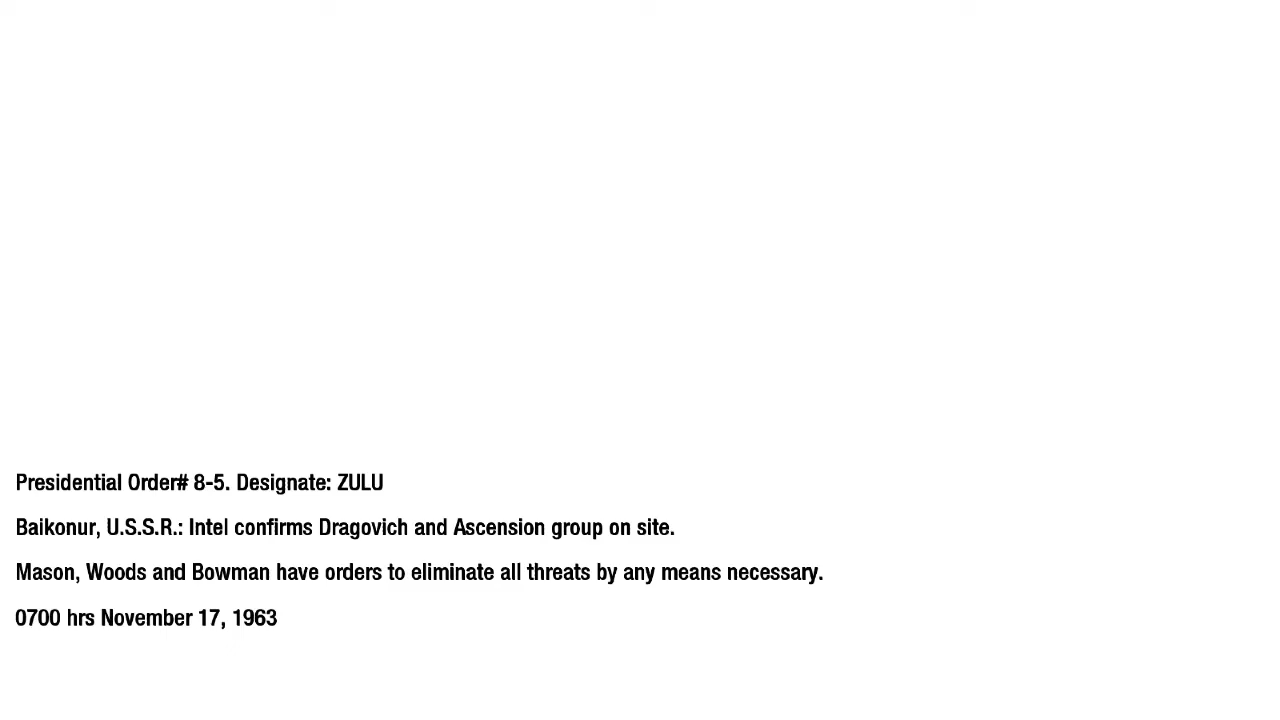 Presidential Order# 8-5. Designate: ZULU
Baikonur, U.S.S.R.: Intel confirms Dragovich and Ascension group on site.
Mason, Woods and Bowman have orders to eliminate all threats by any means necessary.
0700 hrs November 17, 1963